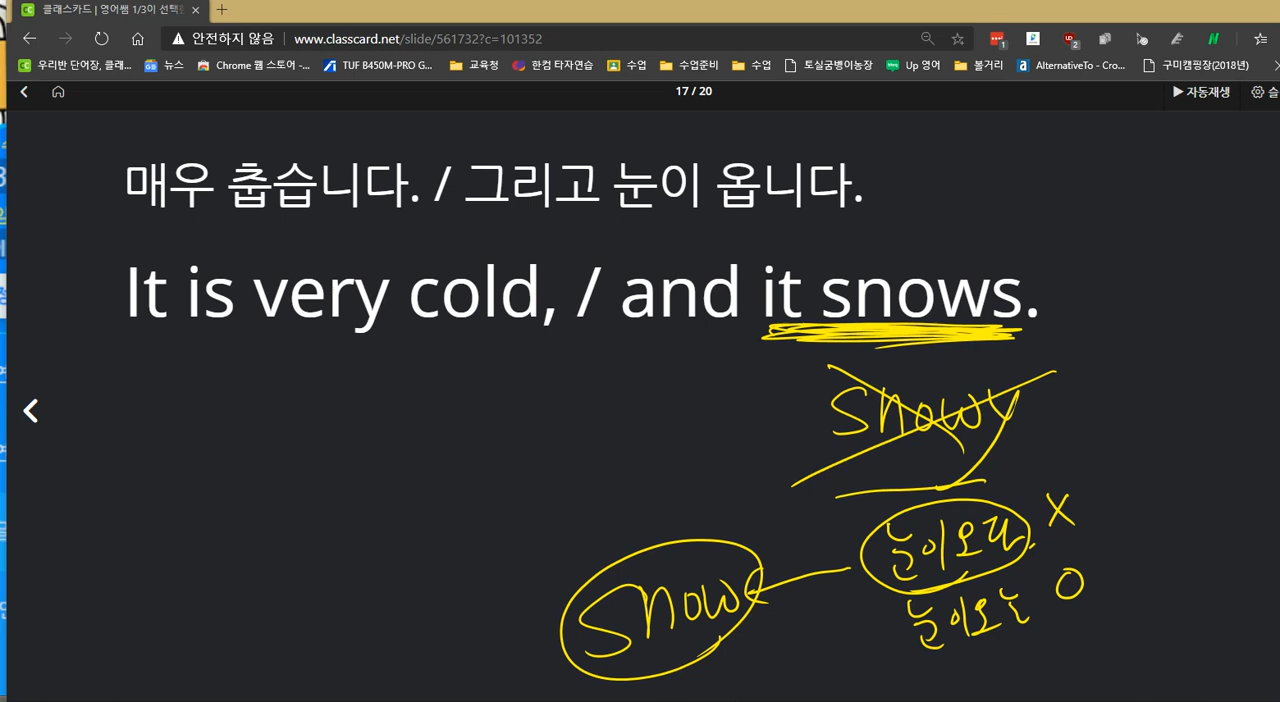 클래스카드 | 영어쌤 1/3이 선택
안전하지 않음 | www.classcard.net/slide/561732?c=101352
우리반 단어장, 클래... 뉴스 Chrome 웹 스토어 -... TUF B450M-PRO G... 교육청 한컴 타자연습 수업 수업준비 수업 토실굼벵이농장 Up 영어 볼거리 AlternativeTo - Cro... 구미캠핑장(2018년)
17 / 20 자동재생 슬
매우 춥습니다. / 그리고 눈이 옵니다.
It is very cold, / and it snows.
snowy
눈이오다. X
snow
눈이오는 O